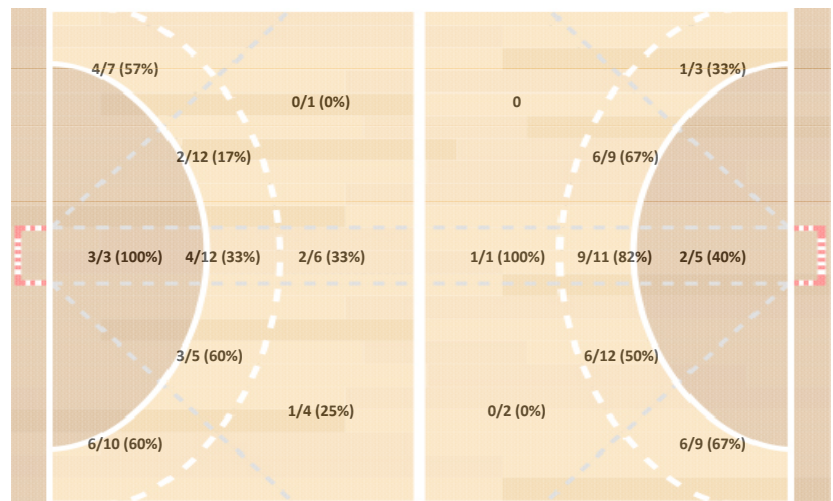 4/7 (57%) 1/3 (33%)
0/1 (0%) 0
2/12 (17%) 6/9 (67%)
3/3 (100%) 4/12 (33%) 2/6 (33%) 1/1 (100%) 9/11 (82%) 2/5 (40%)
3/5 (60%) 6/12 (50%)
1/4 (25%) 0/2 (0%)
6/10 (60%) 6/9 (67%)